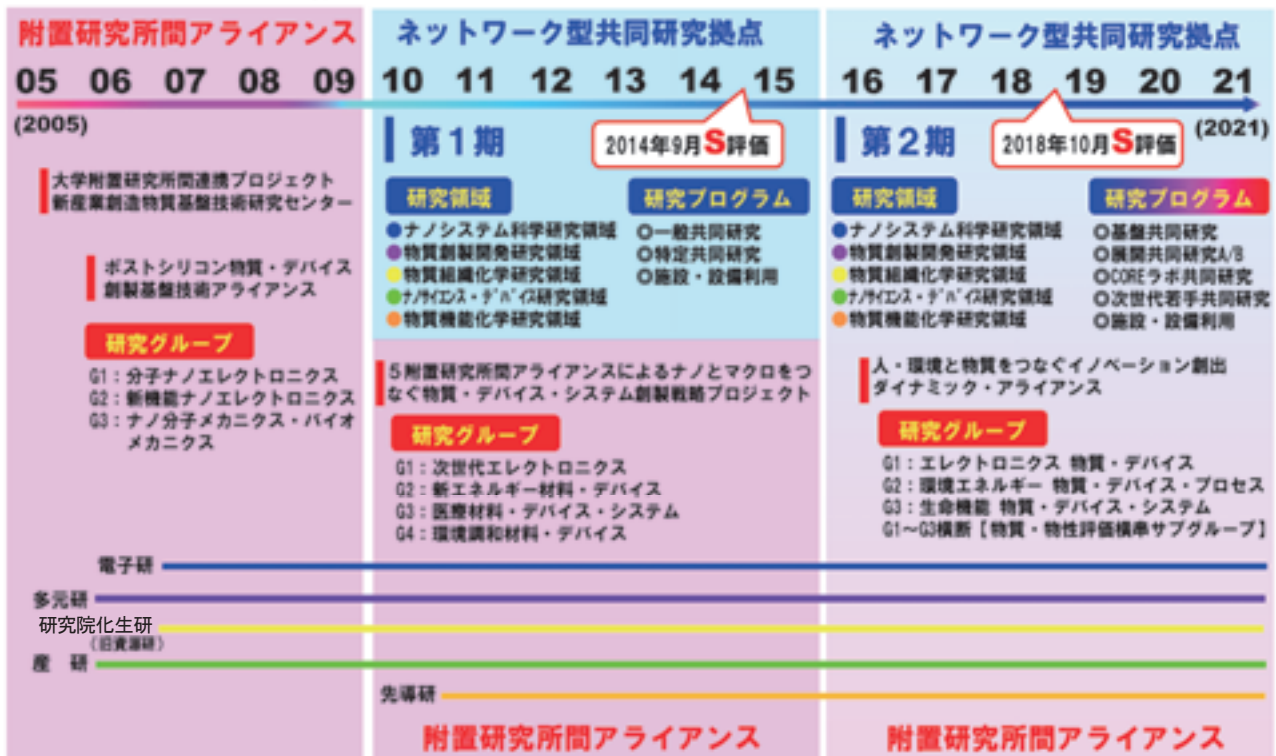 附置研究所間アライアンス
05 06 07 08 09
(2005)
大学附置研究所間連携プロジェクト
新産業創造物質基盤技術研究センター
ポストシリコン物質・デバイス
創製基盤技術アライアンス
研究グループ
G1：分子ナノエレクトロニクス
G2：新機能ナノエレクトロニクス
G3：ナノ分子メカニクス・バイオ
メカニクス
ネットワーク型共同研究拠点
10 11 12 13 14 15
第1期
2014年9月S評価
研究領域
ナノシステム科学研究領域
物質創製開発研究領域
物質組織化学研究領域
ナノサイエンス・デバイス研究領域
物質機能化学研究領域
研究プログラム
○一般共同研究
○特定共同研究
○施設・設備利用
5附置研究所間アライアンスによるナノとマクロをつ
なぐ物質・デバイス・システム創製戦略プロジェクト
研究グループ
G1：次世代エレクトロニクス
G2：新エネルギー材料・デバイス
G3：医療材料・デバイス・システム
G4：環境調和材料・デバイス
ネットワーク型共同研究拠点
16 17 18 19 20 21
(2021)
第2期
2018年10月S評価
研究領域
ナノシステム科学研究領域
物質創製開発研究領域
物質組織化学研究領域
ナノサイエンス・デバイス研究領域
物質機能化学研究領域
研究プログラム
○基盤共同研究
○展開共同研究A/B
○COREラボ共同研究
○次世代若手共同研究
○施設・設備利用
人・環境と物質をつなぐイノベーション創出
ダイナミック・アライアンス
研究グループ
G1：エレクトロニクス 物質・デバイス
G2：環境エネルギー 物質・デバイス・プロセス
G3：生命機能 物質・デバイス・システム
G1～G3横断【物質・物性評価横串サブグループ】
電子研
多元研
研究院化生研
(旧資源研)
産 研
先導研
附置研究所間アライアンス
附置研究所間アライアンス